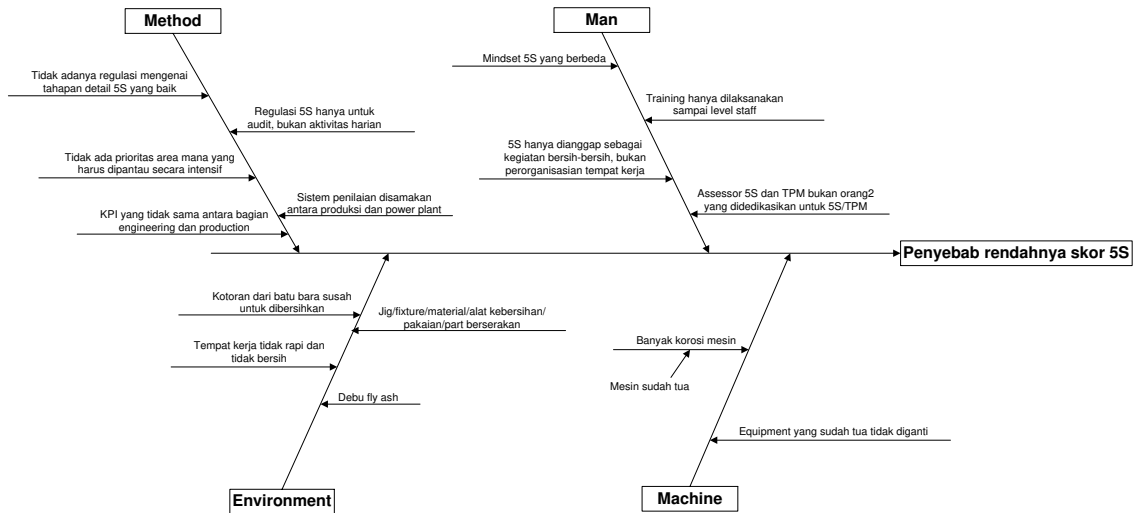 Method
Man
Tidak adanya regulasi mengenai
tahapan detail 5S yang baik
Regulasi 5S hanya untuk
audit, bukan aktivitas harian
Tidak ada prioritas area mana yang
harus dipantau secara intensif
Sistem penilaian disamakan
antara produksi dan power plant
KPI yang tidak sama antara bagian
engineering dan production
Mindset 5S yang berbeda
Training hanya dilaksanakan
sampai level staff
5S hanya dianggap sebagai
kegiatan bersih-bersih, bukan
perorganisasian tempat kerja
Assessor 5S dan TPM bukan orang2
yang didedikasikan untuk 5S/TPM
Penyebab rendahnya skor 5S
Kotoran dari batu bara susah
untuk dibersihkan
Jig/fixture/material/alat kebersihan/
pakaian/part berserakan
Tempat kerja tidak rapi dan
tidak bersih
Debu fly ash
Banyak korosi mesin
Mesin sudah tua
Equipment yang sudah tua tidak diganti
Environment
Machine